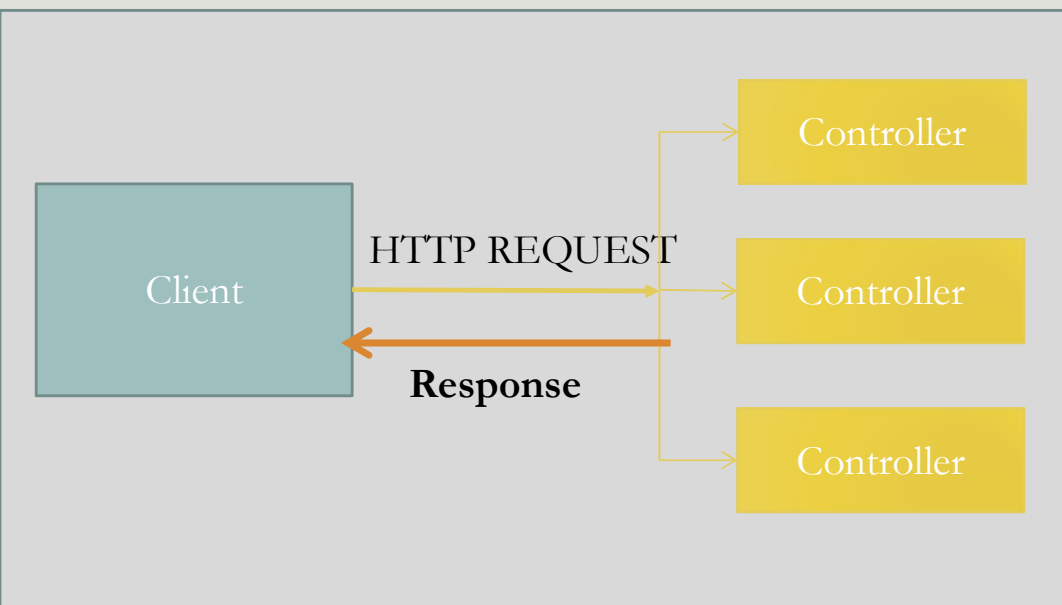 Controller
HTTP REQUEST
Client
Controller
Response
Controller